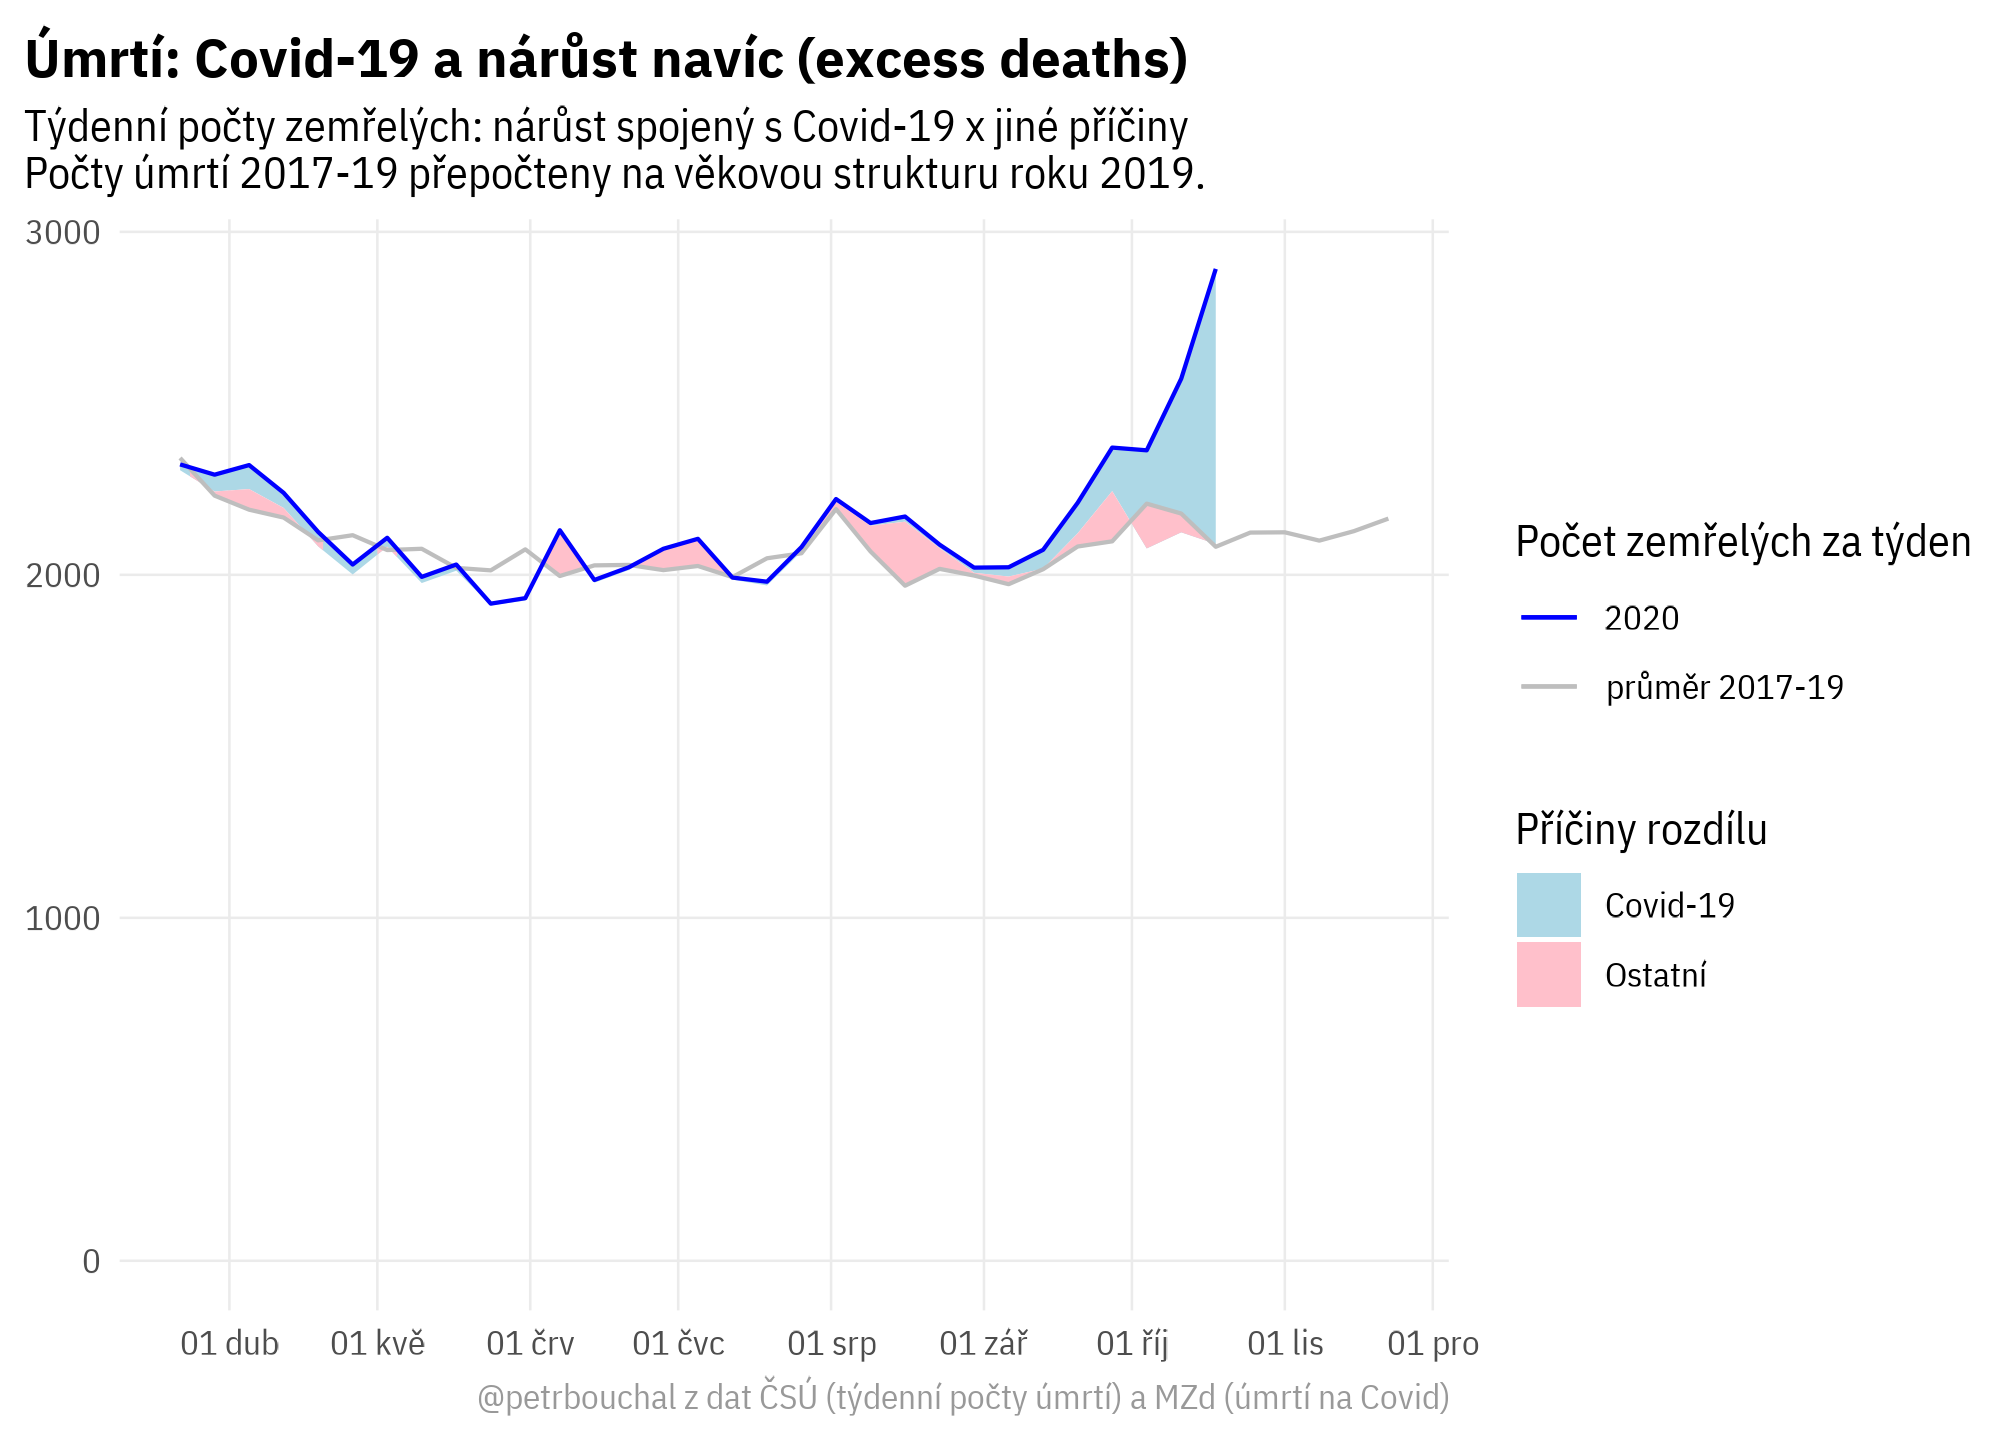 Úmrtí: Covid-19 a nárůst navíc (excess deaths)
Týdenní počty zemřelých: nárůst spojený s Covid-19 x jiné příčiny
Počty úmrtí 2017-19 přepočteny na věkovou strukturu roku 2019.
3000
2000
1000
0
01 dub
01 kvě
01 črv
01 čvc
01 srp
01 zář
01 říj
01 lis
01 pro
Počet zemřelých za týden
2020
průměr 2017-19
Příčiny rozdílu
Covid-19
Ostatní
@petrbouchal z dat ČSÚ (týdenní počty úmrtí) a MZd (úmrtí na Covid)